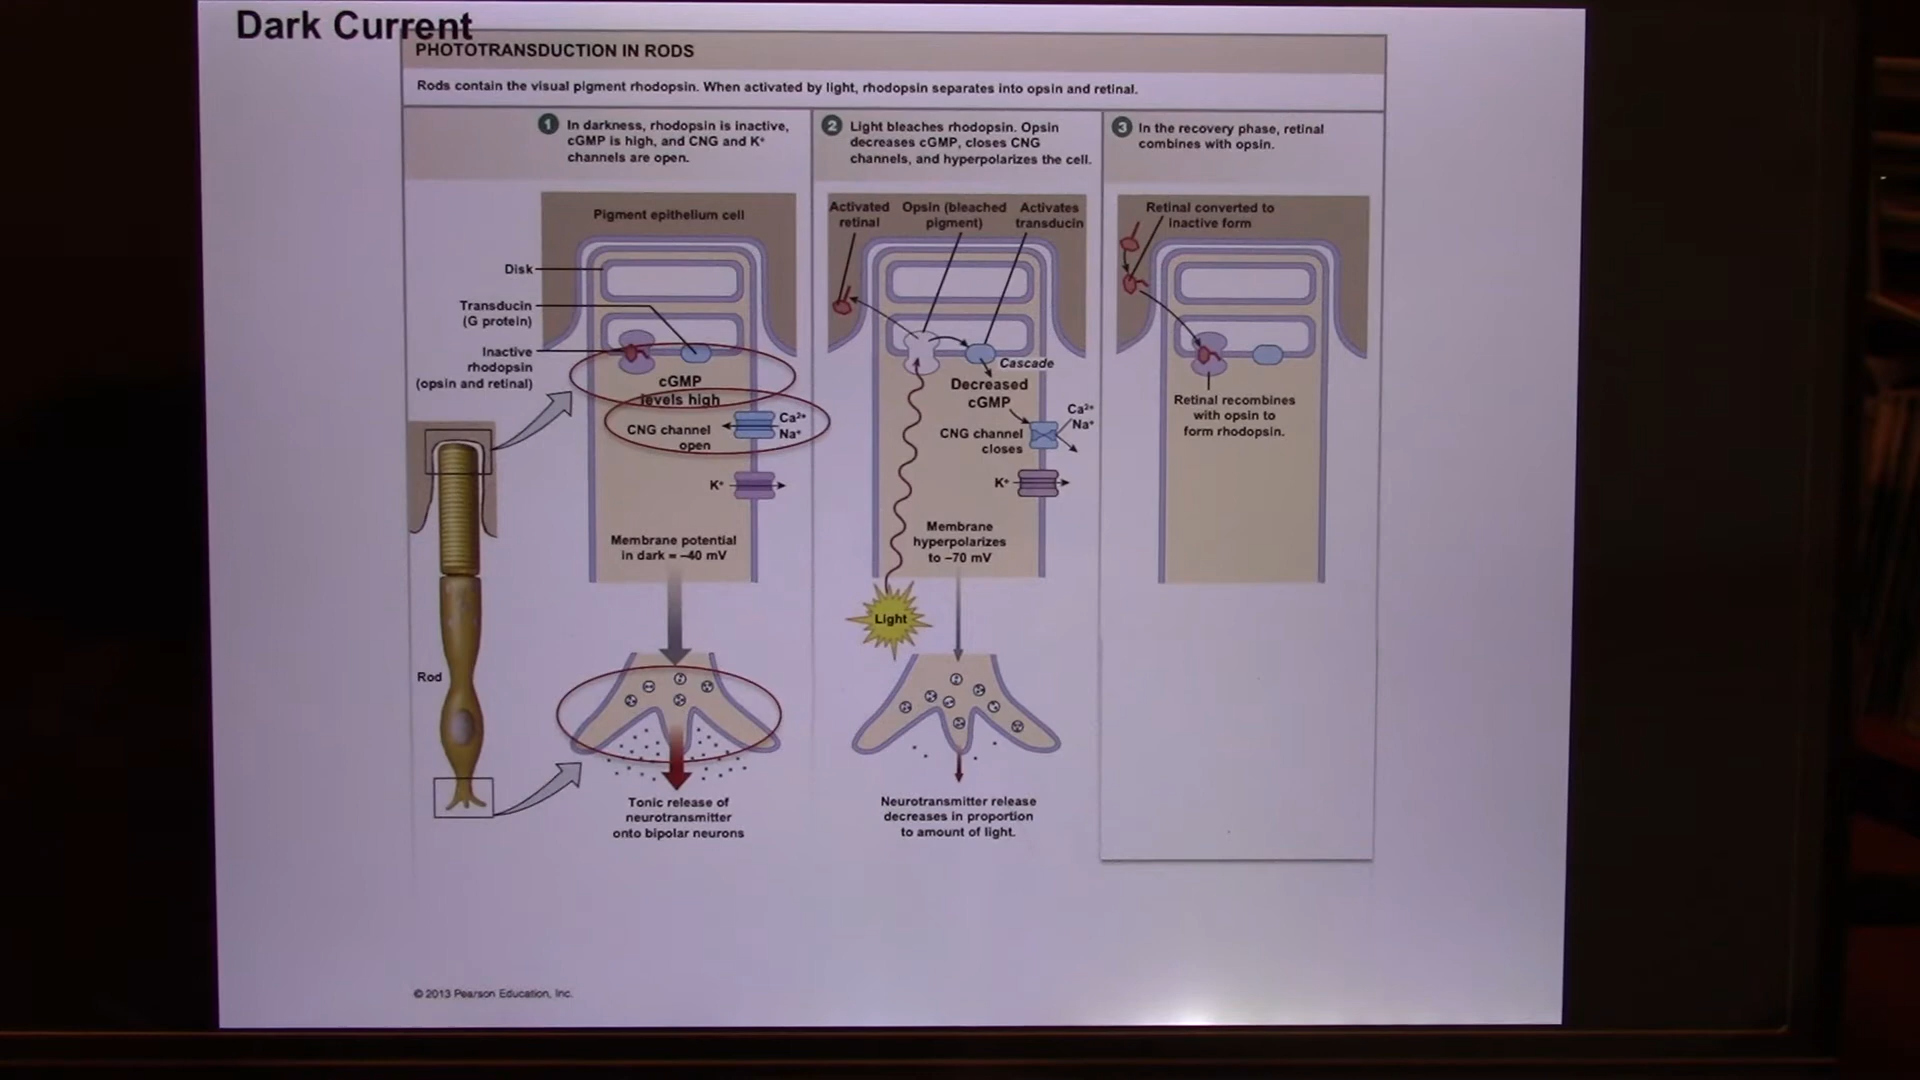 Dark Current
PHOTOTRANSDUCTION IN RODS
Rods contain the visual pigment rhodopsin. When activated by light, rhodopsin separates into opsin and retinal.
1 In darkness, rhodopsin is inactive,
cGMP is high, and CNG and K+
channels are open.
Pigment epithelium cell
Disk
Transducin
(G protein)
Inactive
rhodopsin
(opsin and retinal)
cGMP
levels high
CNG channel
open
Ca2+
Na+
K+
Membrane potential
in dark = –40 mV
Rod
Tonic release of
neurotransmitter
onto bipolar neurons
2 Light bleaches rhodopsin. Opsin
decreases cGMP, closes CNG
channels, and hyperpolarizes the cell.
Activated
retinal
Opsin (bleached
pigment)
Activates
transducin
Cascade
Decreased
cGMP
Ca2+
Na+
CNG channel
closes
K+
Membrane
hyperpolarizes
to –70 mV
Light
Neurotransmitter release
decreases in proportion
to amount of light.
3 In the recovery phase, retinal
combines with opsin.
Retinal converted to
inactive form
Retinal recombines
with opsin to
form rhodopsin.
© 2013 Pearson Education, Inc.